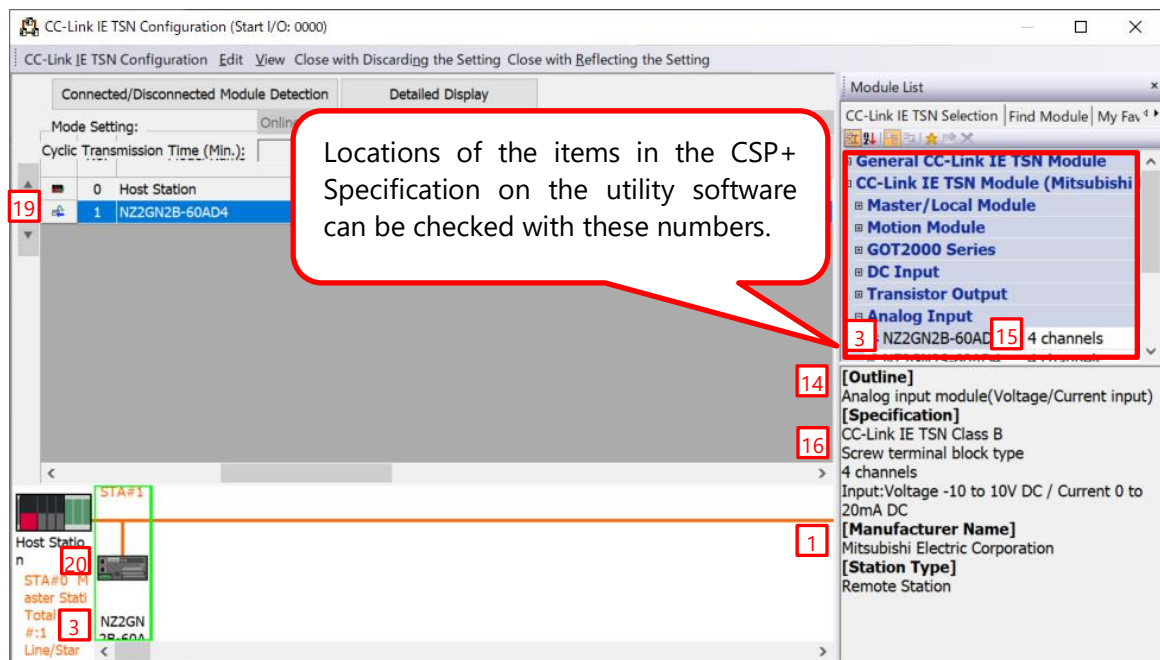 CC-Link IE TSN Configuration (Start I/O: 0000)
CC-Link IE TSN Configuration Edit View Close with Discarding the Setting Close with Reflecting the Setting
Connected/Disconnected Module Detection Detailed Display
Mode Setting: Online
Cyclic Transmission Time (Min.):
0 Host Station
19
1 NZ2GN2B-60AD4
Locations of the items in the CSP+
Specification on the utility software
can be checked with these numbers.
Module List
CC-Link IE TSN Selection Find Module My Fav
General CC-Link IE TSN Module
CC-Link IE TSN Module (Mitsubishi
Master/Local Module
Motion Module
GOT2000 Series
DC Input
Transistor Output
Analog Input
3 NZ2GN2B-60AD 15 4 channels
14
[Outline]
Analog input module(Voltage/Current input)
[Specification]
CC-Link IE TSN Class B
16
Screw terminal block type
4 channels
Input:Voltage -10 to 10V DC / Current 0 to
20mA DC
[Manufacturer Name]
1
Mitsubishi Electric Corporation
[Station Type]
Remote Station
STA#1
Host Statio
n
20
STA#0 M
aster Stati
Total
#:1
3
Line/Star
NZ2GN
2B-60A